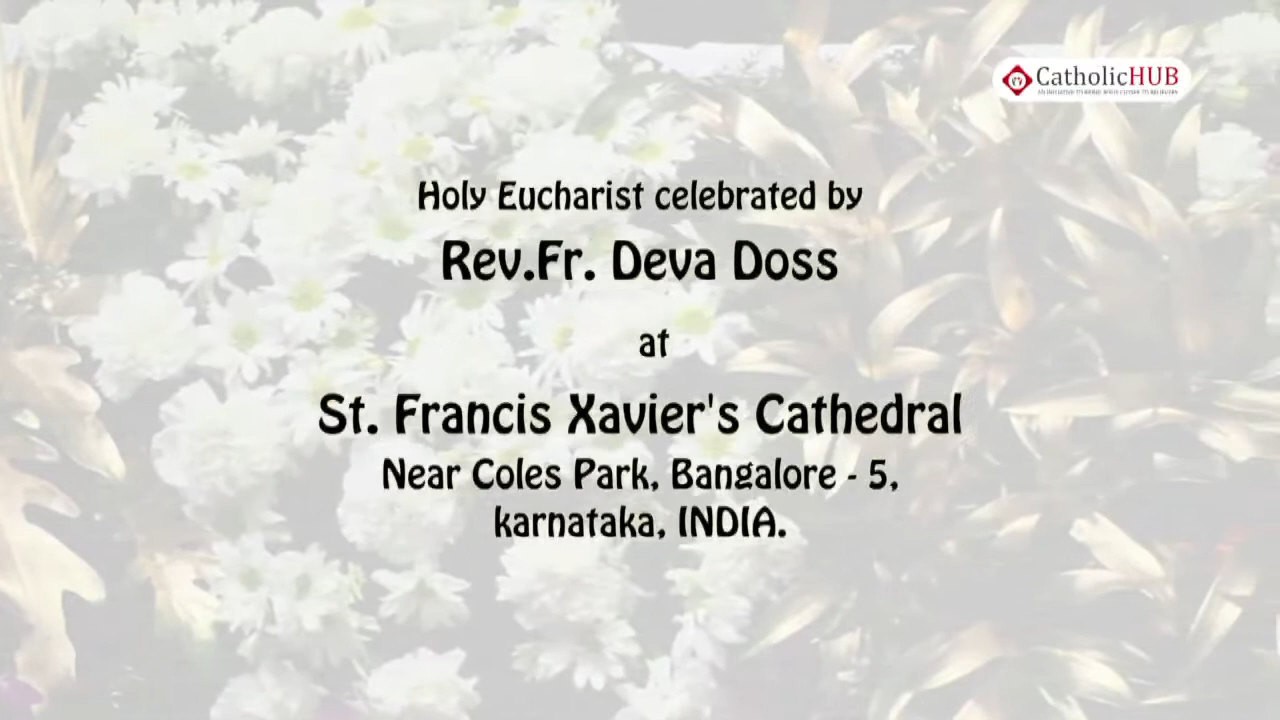 CatholicHUB
Holy Eucharist celebrated by
Rev.Fr. Deva Doss
at
St. Francis Xavier's Cathedral
Near Coles Park, Bangalore - 5,
karnataka, INDIA.